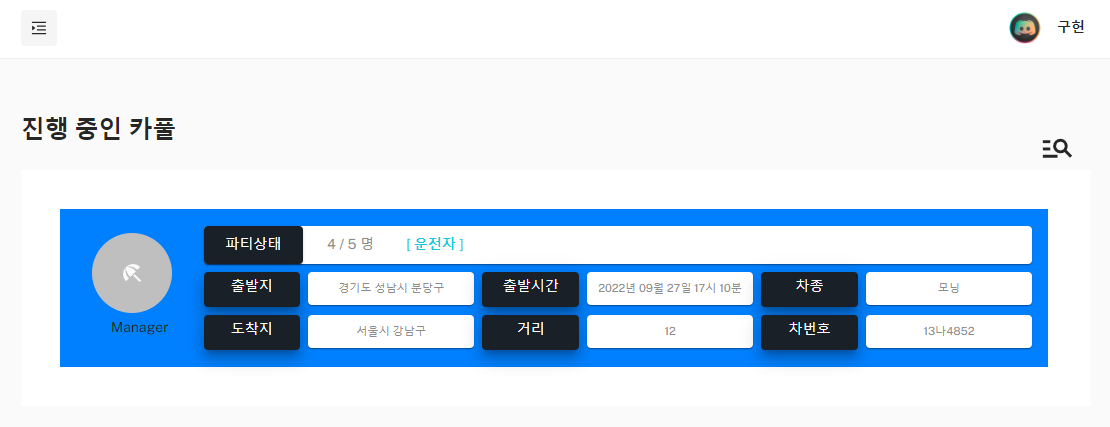 구헌
진행 중인 카풀
파티상태 4 / 5 명 [ 운전자 ]
출발지 경기도 성남시 분당구 출발시간 2022년 09월 27일 17시 10분 차종 모닝
Manager
도착지 서울시 강남구 거리 12 차번호 13나4852